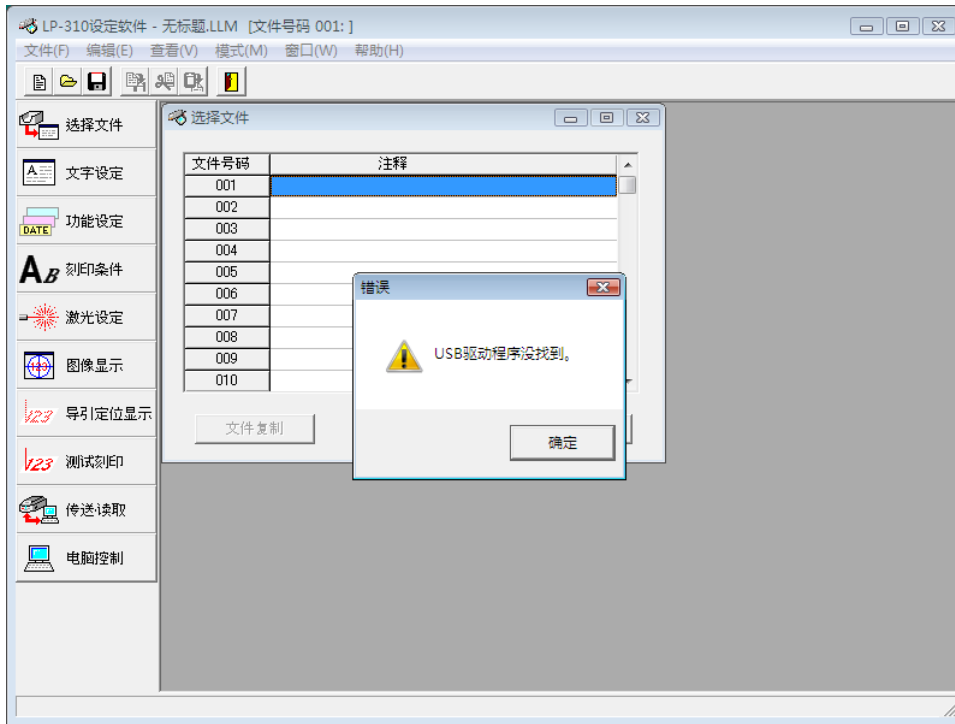 LP-310设定软件 - 无标题.LLM [文件号码 001: ]
文件(F) 编辑(E) 查看(V) 模式(M) 窗口(W) 帮助(H)
选择文件
文字设定
DATE 功能设定
AB 刻印条件
激光设定
123 图像显示
123 导引定位显示
123 测试刻印
传送·读取
电脑控制
选择文件
文件号码 注释
001
002
003
004
005
006
007
008
009
010
文件复制
错误
USB驱动程序没找到。
确定